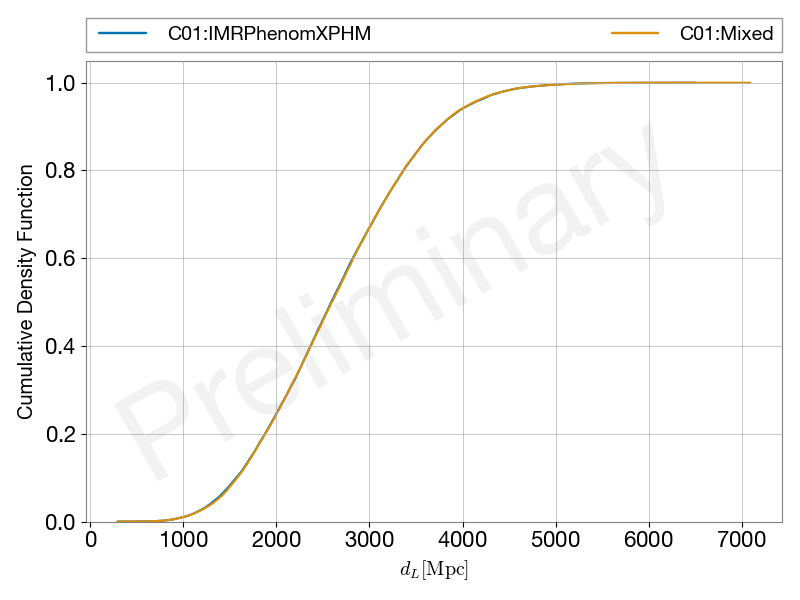 C01:IMRPhenomXPHM C01:Mixed
1.0
0.8
0.6
0.4
0.2
0.0
Cumulative Density Function
Preliminary
0 1000 2000 3000 4000 5000 6000 7000
d_L[Mpc]